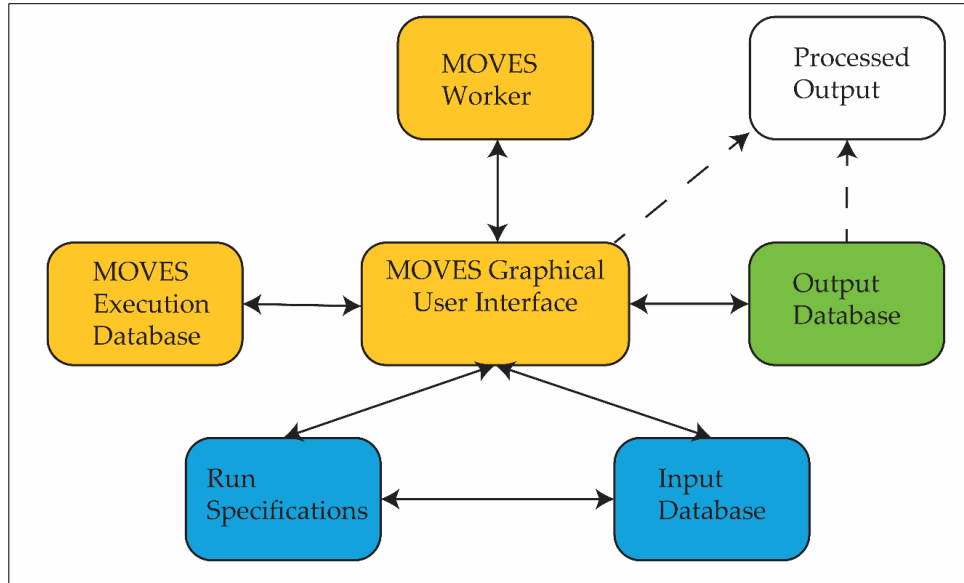 MOVES
Worker
Processed
Output
MOVES
Execution
Database
MOVES Graphical
User Interface
Output
Database
Run
Specifications
Input
Database